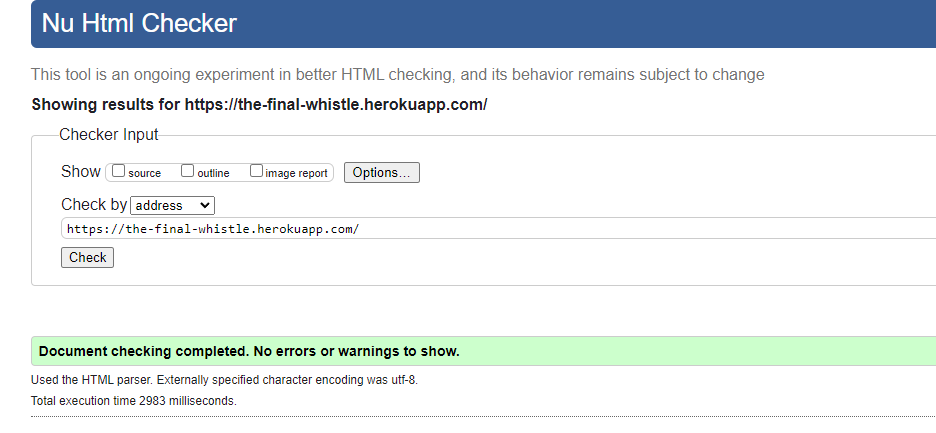 Nu Html Checker
This tool is an ongoing experiment in better HTML checking, and its behavior remains subject to change
Showing results for https://the-final-whistle.herokuapp.com/
Checker Input
Show source outline image report Options...
Check by address
https://the-final-whistle.herokuapp.com/
Check
Document checking completed. No errors or warnings to show.
Used the HTML parser. Externally specified character encoding was utf-8.
Total execution time 2983 milliseconds.